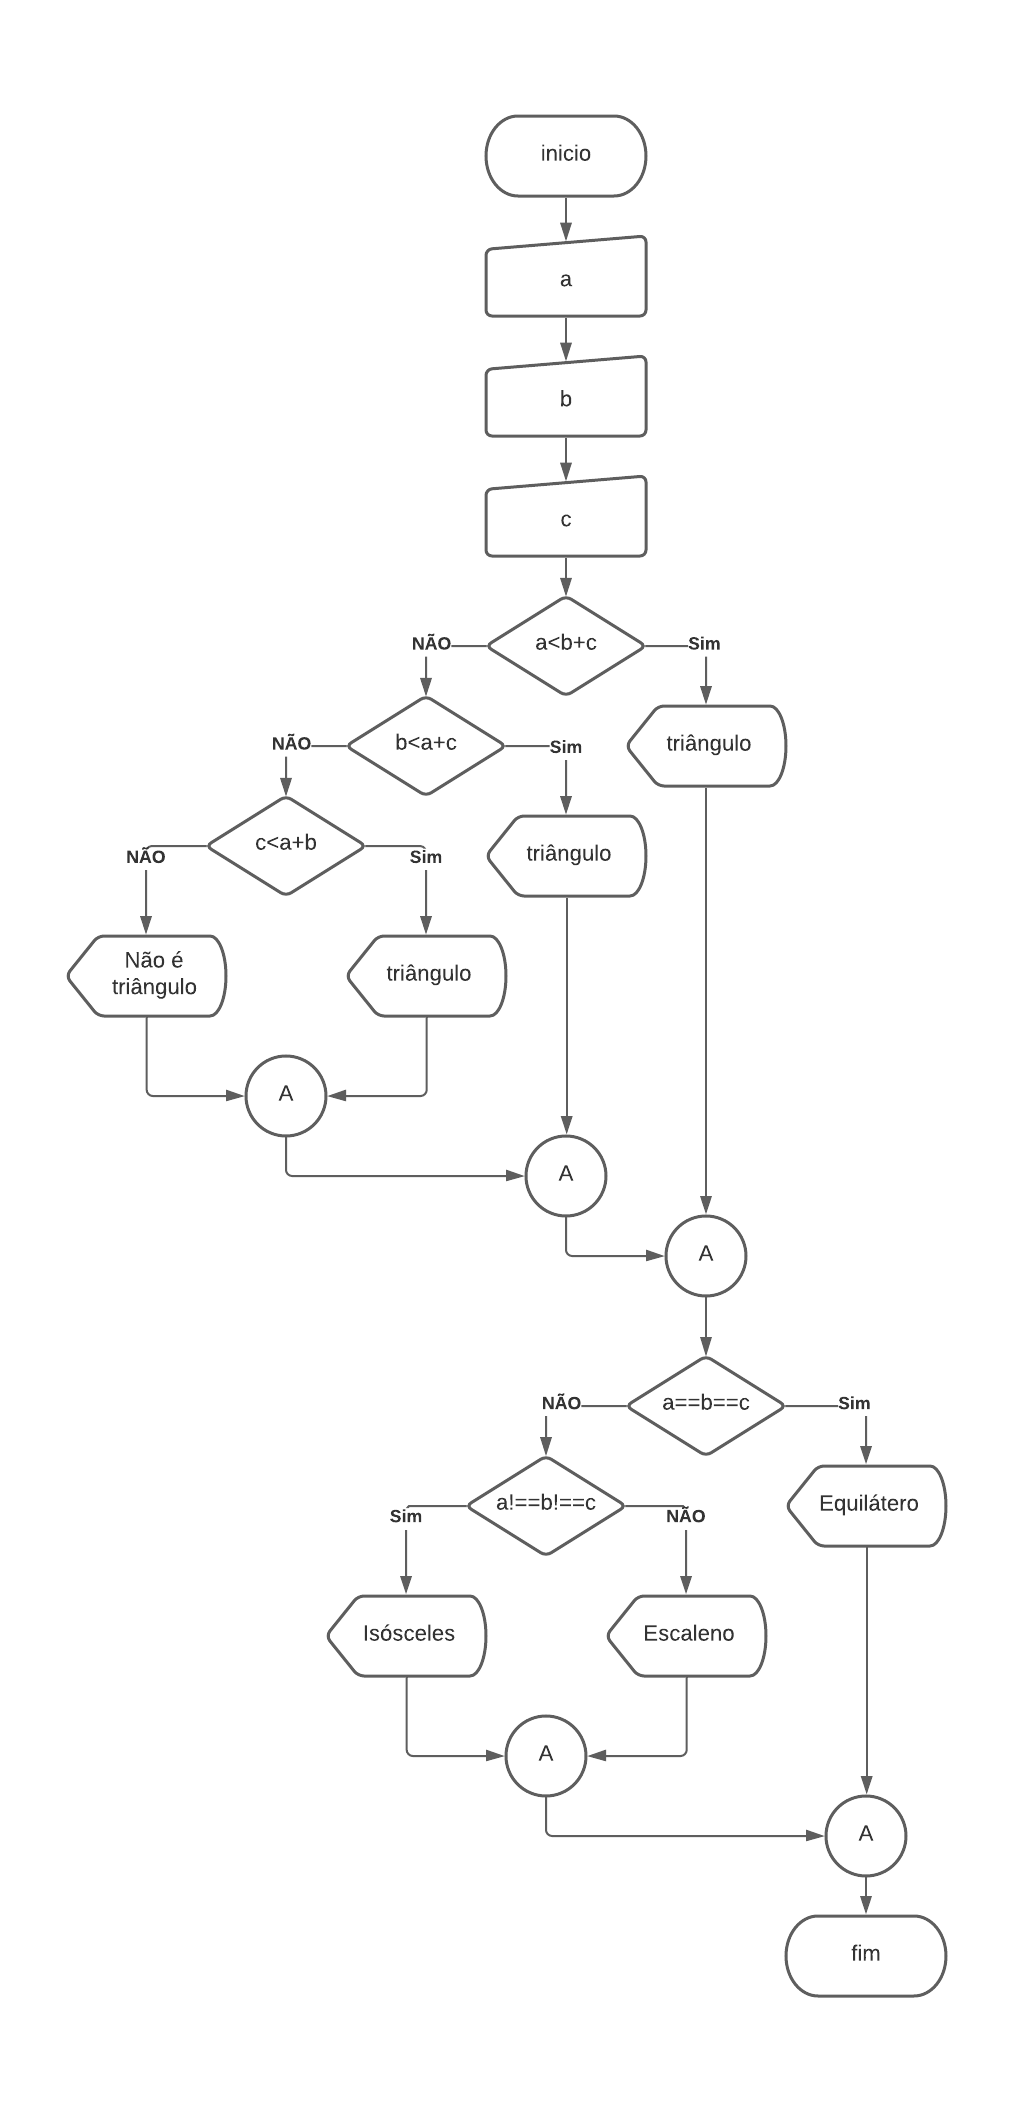 inicio
a
b
c
a<b+c
NÃO
Sim
b<a+c
triângulo
NÃO
Sim
c<a+b
triângulo
NÃO
Sim
Não é
triângulo
triângulo
A
A
A
a==b==c
NÃO
Sim
a!==b!==c
Equilátero
Sim
NÃO
Isósceles
Escaleno
A
A
fim